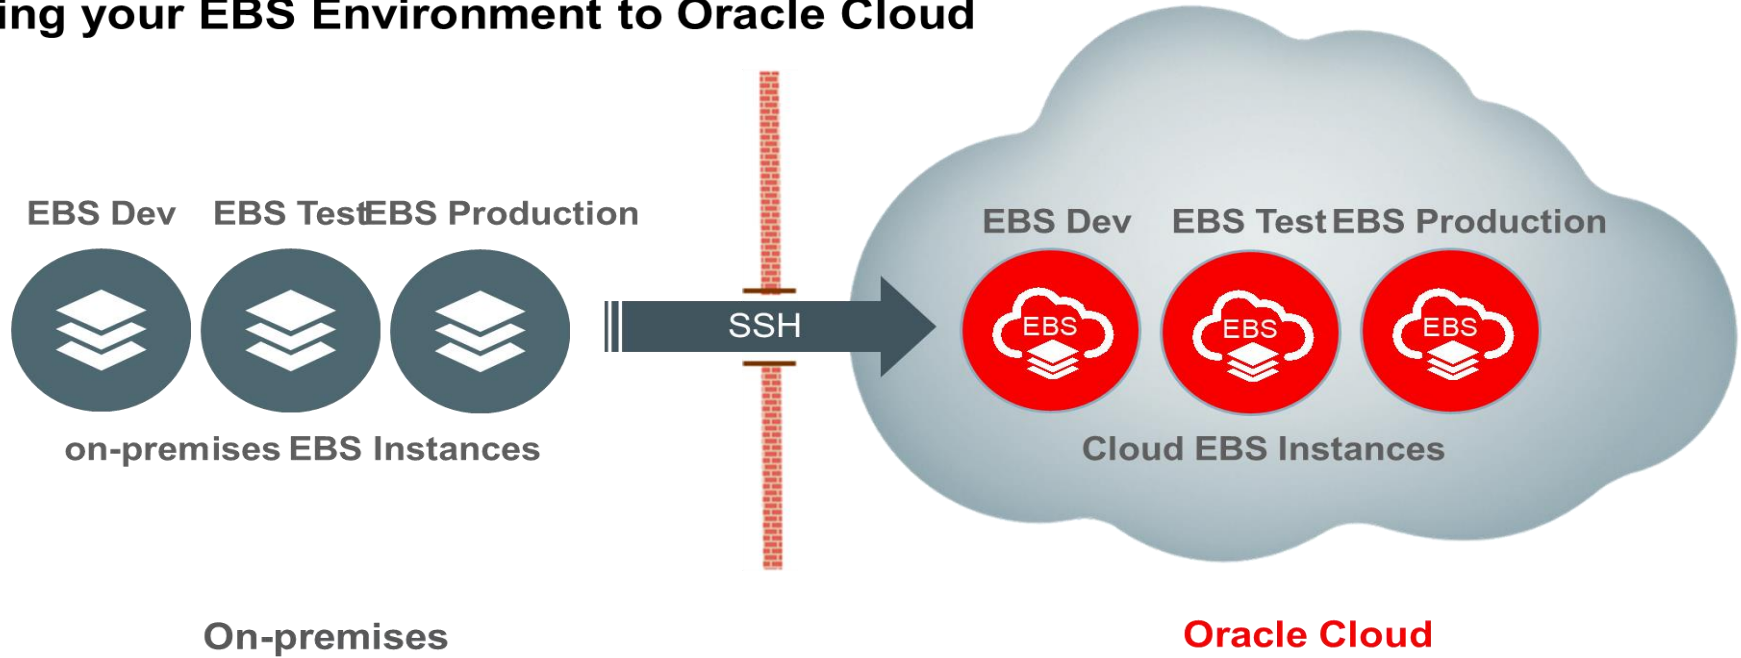 ing your EBS Environment to Oracle Cloud
EBS Dev EBS Test EBS Production
on-premises EBS Instances
On-premises
SSH
EBS Dev EBS Test EBS Production
EBS EBS EBS
Cloud EBS Instances
Oracle Cloud